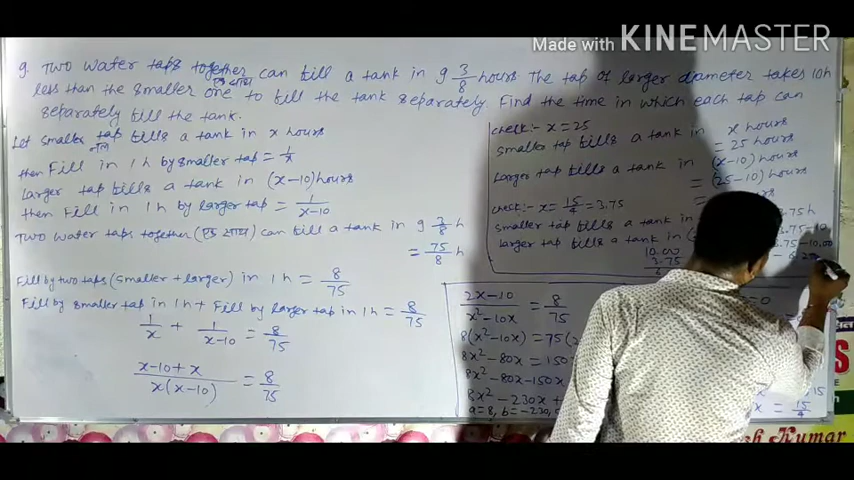 Made with KINEMASTER
9. Two water taps together can fill a tank in 9 3/8 hours The tap of larger diameter takes 10h
less than the smaller one to fill the tank separately. Find the time in which each tap can
separately fill the tank.
Let smaller tap fills a tank in x hours
then Fill in 1h by smaller tap = 1/x
Larger tap fills a tank in (x-10) hours
then Fill in 1h by larger tap = 1/x-10
Two water taps together (एक साथ) can fill a tank in 9 3/8 h
= 75/8 h
Fill by two taps (smaller + larger) in 1h = 8/75
Fill by smaller tap in 1h + Fill by larger tap in 1h = 8/75
1/x + 1/x-10 = 8/75
x-10+x/x(x-10) = 8/75
check:- x = 25
smaller tap fills a tank in x hours
= 25 hours
Larger tap fills a tank in (x-10) hours
= (25-10) hours
check:- x = 15/4 = 3.75
smaller tap fills a tank in
larger tap fills a tank in
10.00
3.75
2x-10/x²-10x = 8/75
8(x²-10x) = 75(2
8x²-80x = 150
8x²-80x-150x
8x²-230x +
a=8, b=-230,
= 0
15
x = 15/4
Kumar